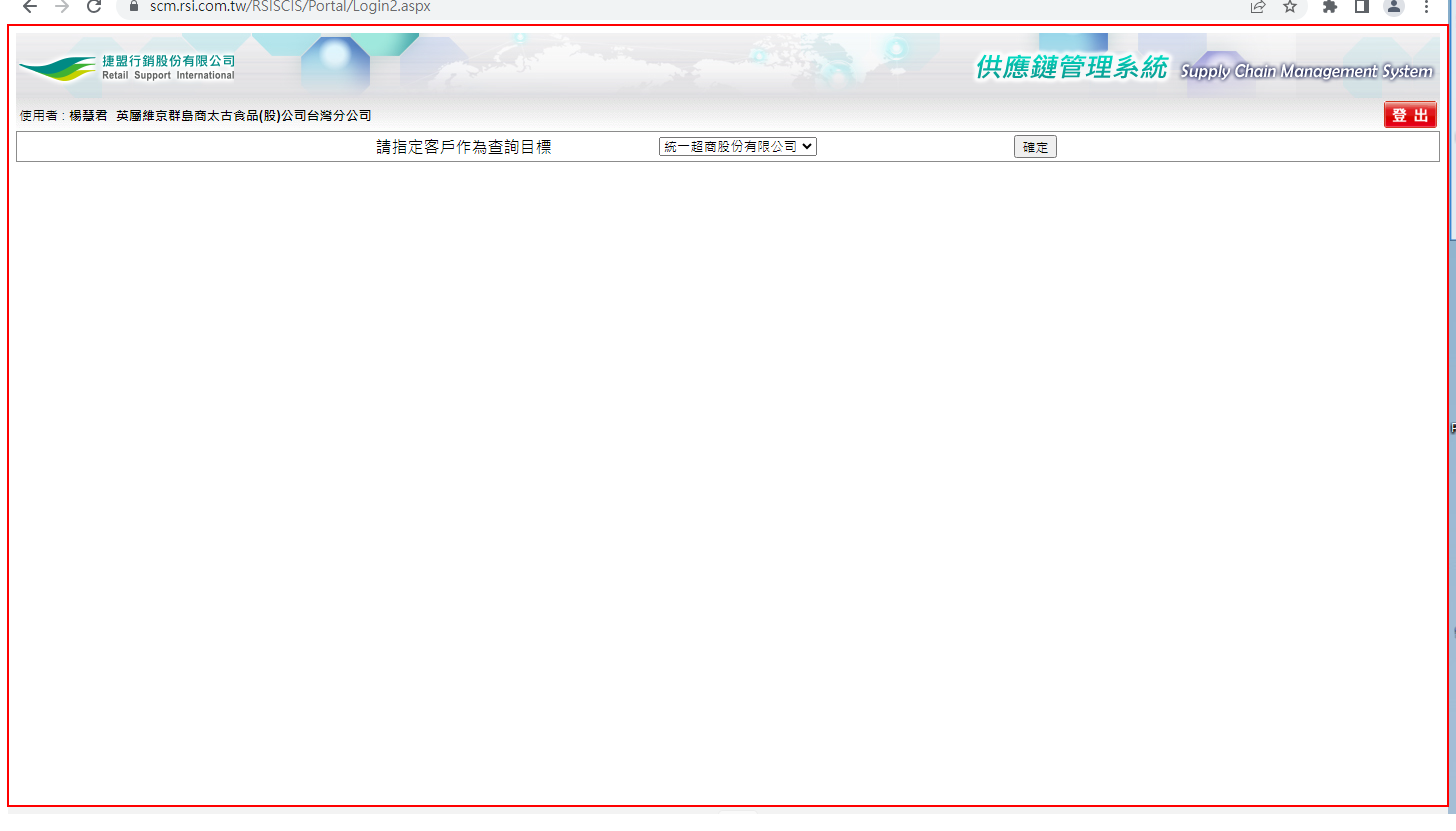 scm.rsi.com.tw/RSISCIS/Portal/Login2.aspx
捷盟行銷股份有限公司
Retail Support International
供應鏈管理系統 Supply Chain Management System
使用者 : 楊慧君 英屬維京群島商太古食品(股)公司台灣分公司
登 出
請指定客戶作為查詢目標 統一超商股份有限公司 確定